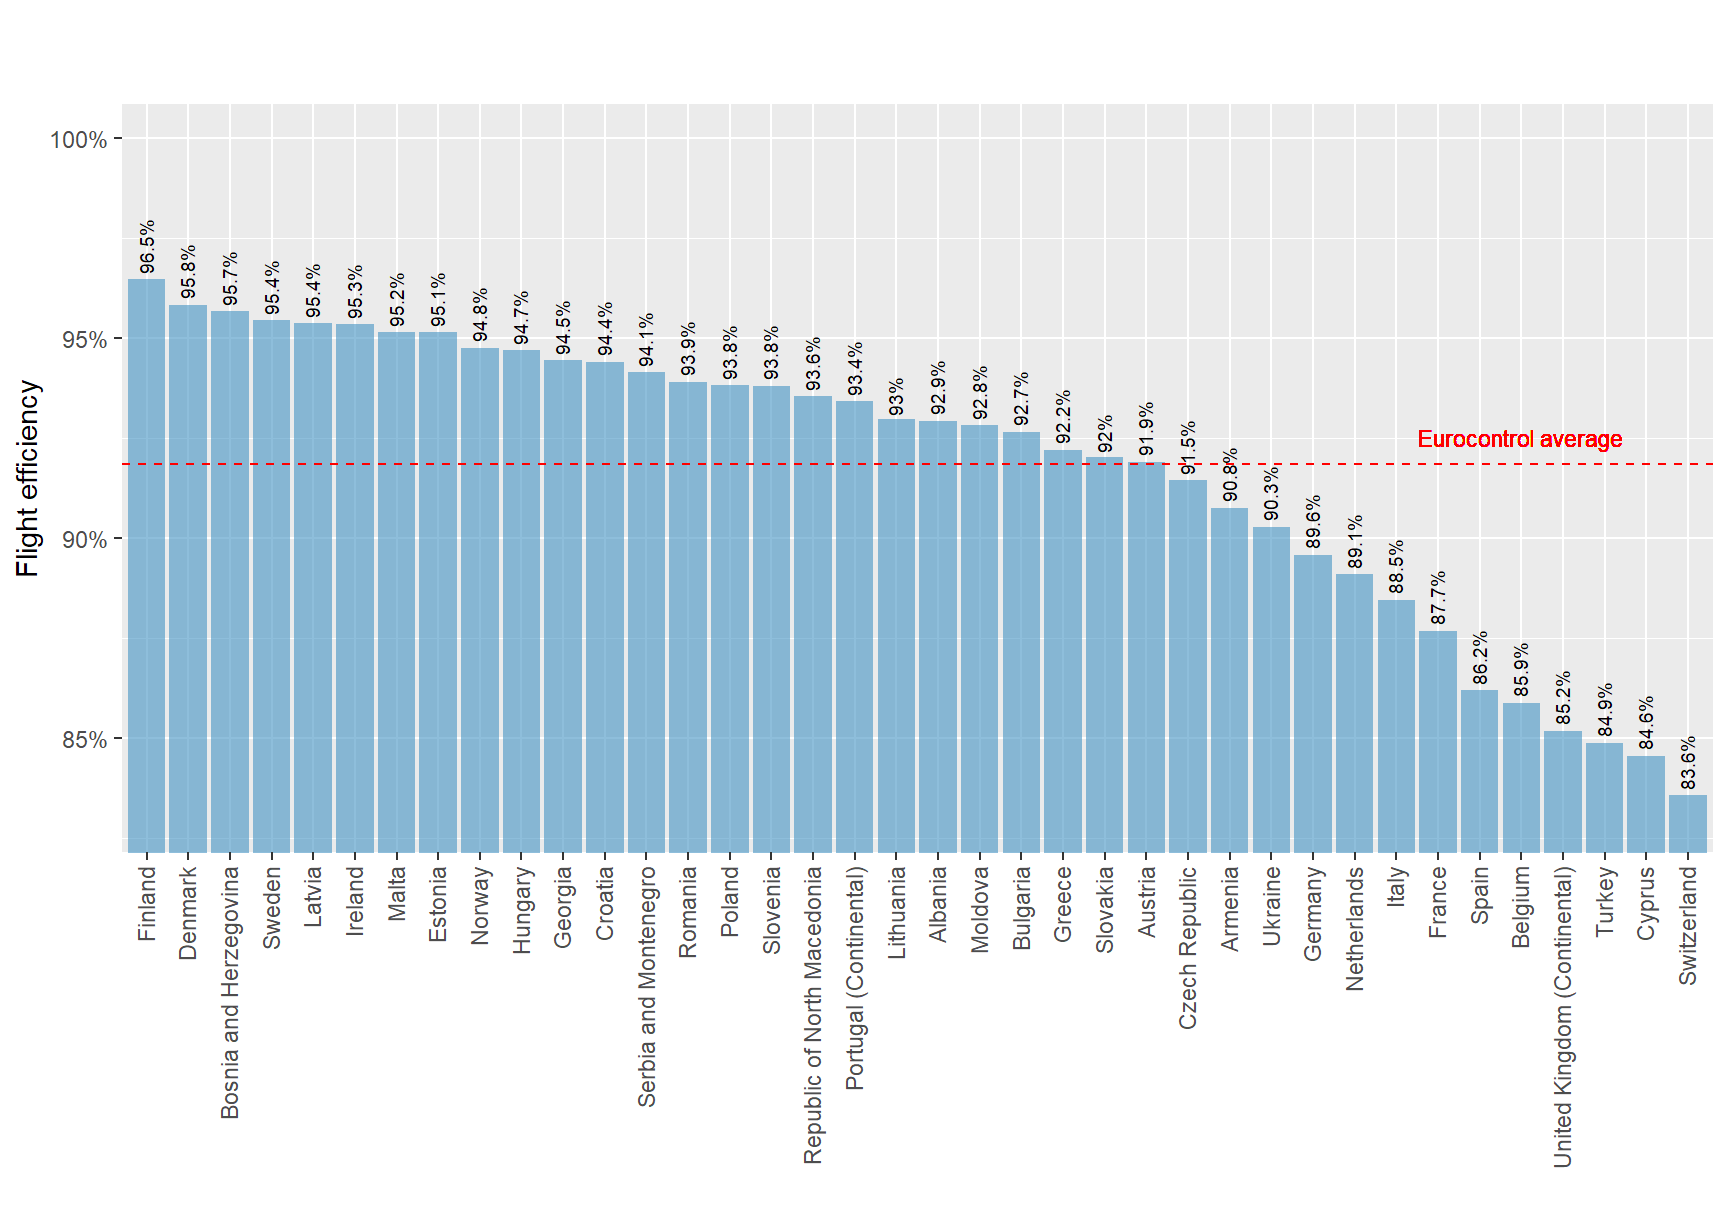 Flight efficiency
100%
95%
90%
85%
Eurocontrol average
96.5%
95.8%
95.7%
95.4%
95.4%
95.3%
95.2%
95.1%
94.8%
94.7%
94.5%
94.4%
94.1%
93.9%
93.8%
93.8%
93.6%
93.4%
93%
92.9%
92.8%
92.7%
92.2%
92%
91.9%
91.5%
90.8%
90.3%
89.6%
89.1%
88.5%
87.7%
86.2%
85.9%
85.2%
84.9%
84.6%
83.6%
Finland
Denmark
Bosnia and Herzegovina
Sweden
Latvia
Ireland
Malta
Estonia
Norway
Hungary
Georgia
Croatia
Serbia and Montenegro
Romania
Poland
Slovenia
Republic of North Macedonia
Portugal (Continental)
Lithuania
Albania
Moldova
Bulgaria
Greece
Slovakia
Austria
Czech Republic
Armenia
Ukraine
Germany
Netherlands
Italy
France
Spain
Belgium
United Kingdom (Continental)
Turkey
Cyprus
Switzerland